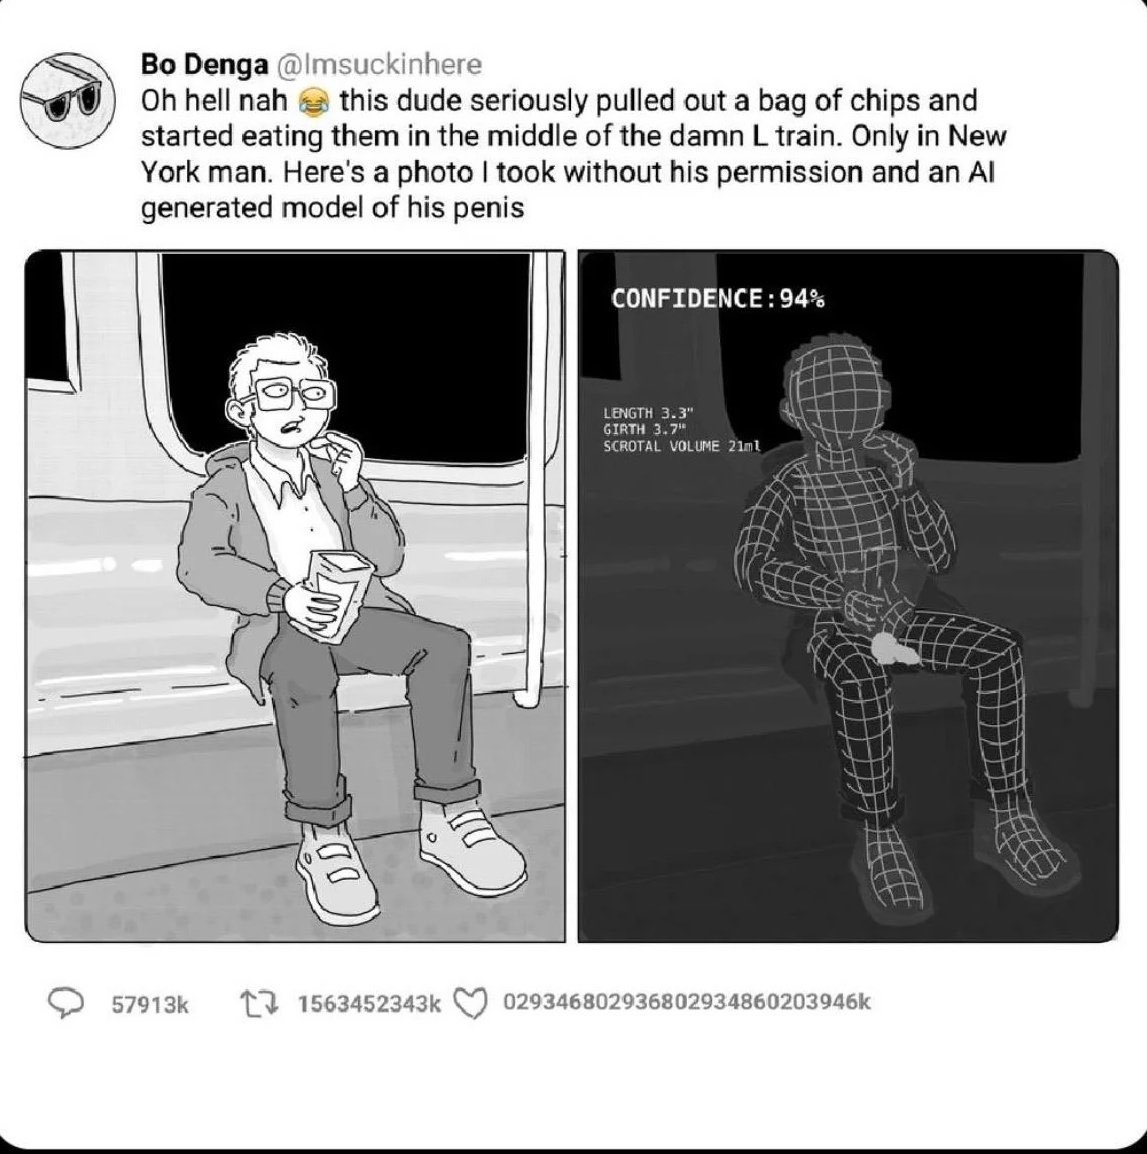 Bo Denga @Imsuckinhere
Oh hell nah 😂 this dude seriously pulled out a bag of chips and
started eating them in the middle of the damn L train. Only in New
York man. Here's a photo I took without his permission and an AI
generated model of his penis
CONFIDENCE:94%
LENGTH 3.3"
GIRTH 3.7"
SCROTAL VOLUME 21ml
57913k 1563452343k 029346802936802934860203946k